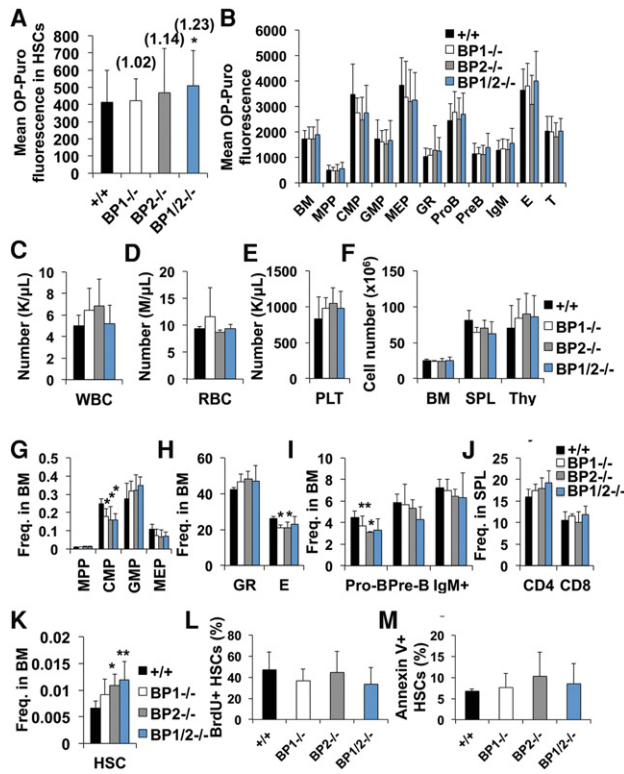 A
Mean OP-Puro
fluorescence in HSCs
800
700
600
500
400
300
200
100
0
(1.02)
(1.14)
(1.23)
*
+/+
BP1-/-
BP2-/-
BP1/2-/-
B
Mean OP-Puro
fluorescence
6000
5000
4000
3000
2000
1000
0
+/+
BP1-/-
BP2-/-
BP1/2-/-
BM
MPP
CMP
GMP
MEP
GR
ProB
PreB
IgM
E
T
C
Number (K/µL)
10
8
6
4
2
0
WBC
D
Number (M/µL)
20
15
10
5
0
RBC
E
Number (K/µL)
1500
1000
500
0
PLT
F
Cell number (x10⁶)
150
100
50
0
BM SPL Thy
+/+
BP1-/-
BP2-/-
BP1/2-/-
G
Freq. in BM
0.5
0.4
0.3
0.2
0.1
0
* * *
MPP
CMP
GMP
MEP
H
Freq. in BM
60
40
20
0
* *
GR E
I
Freq. in BM
10
8
6
4
2
0
**
*
Pro-B Pre-B IgM+
J
Freq. in SPL
25
20
15
10
5
0
CD4 CD8
+/+
BP1-/-
BP2-/-
BP1/2-/-
K
Freq. in BM
0.02
0.015
0.01
0.005
0
* **
HSC
+/+
BP1-/-
BP2-/-
BP1/2-/-
L
BrdU+ HSCs (%)
80
60
40
20
0
+/+
BP1-/-
BP2-/-
BP1/2-/-
M
Annexin V+
HSCs (%)
20
15
10
5
0
+/+
BP1-/-
BP2-/-
BP1/2-/-